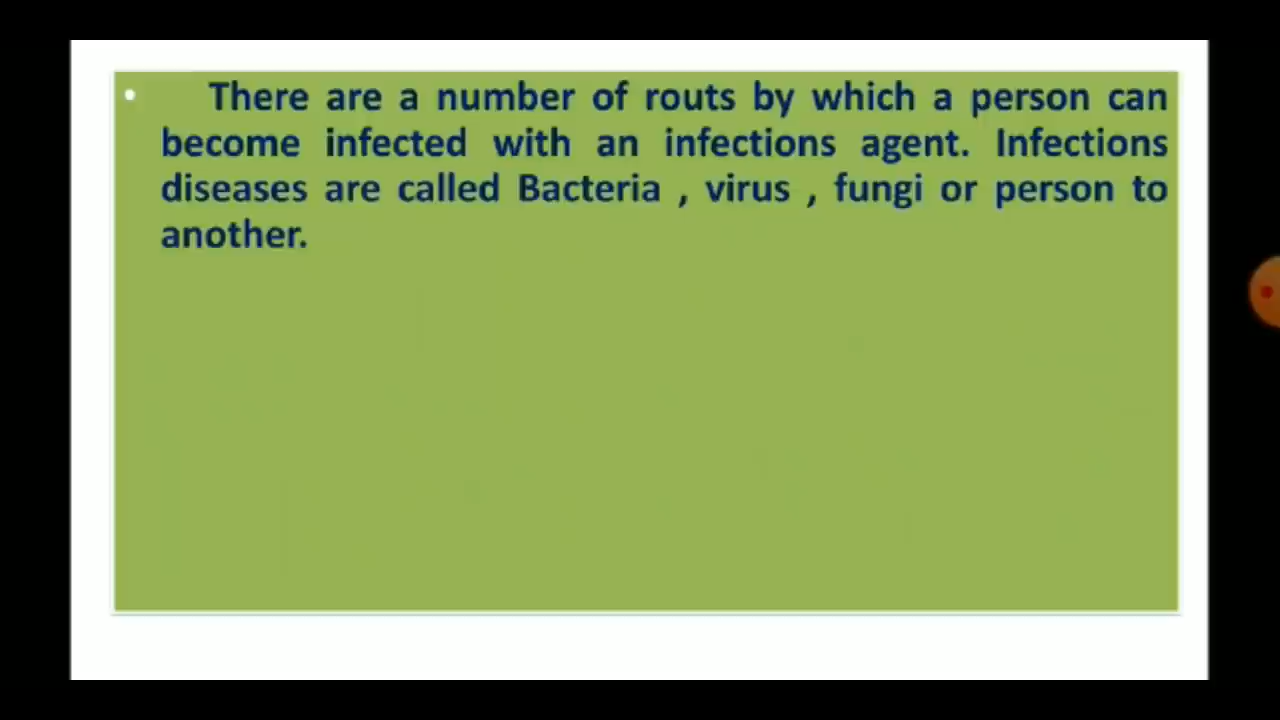 • There are a number of routs by which a person can
become infected with an infections agent. Infections
diseases are called Bacteria , virus , fungi or person to
another.